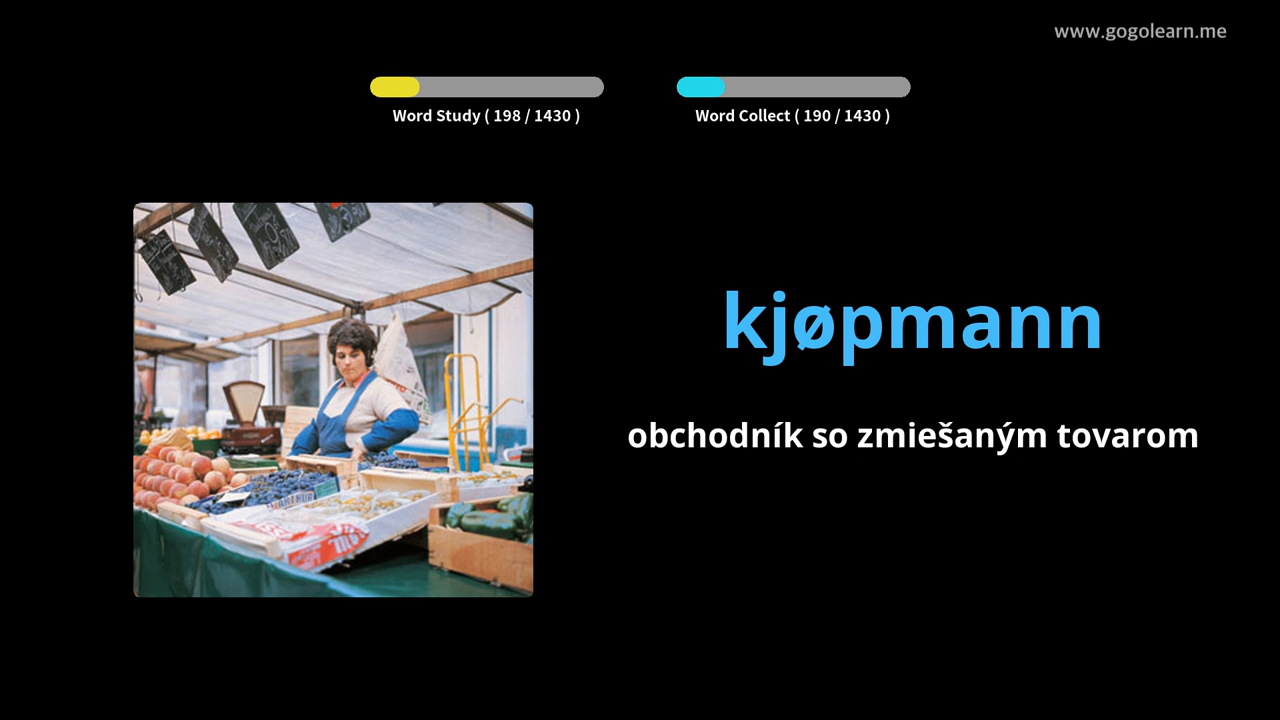 www.gogolearn.me
Word Study ( 198 / 1430 )
Word Collect ( 190 / 1430 )
kjøpmann
obchodník so zmiešaným tovarom